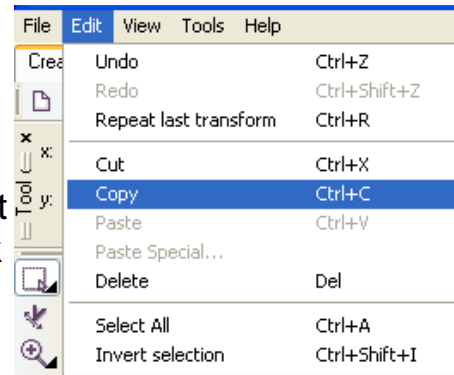 File Edit View Tools Help
Crea
Undo Ctrl+Z
Redo Ctrl+Shift+Z
Repeat last transform Ctrl+R
x:
Cut Ctrl+X
Tool y:
Copy Ctrl+C
t
Paste Ctrl+V
Paste Special...
Delete Del
Select All Ctrl+A
Invert selection Ctrl+Shift+I